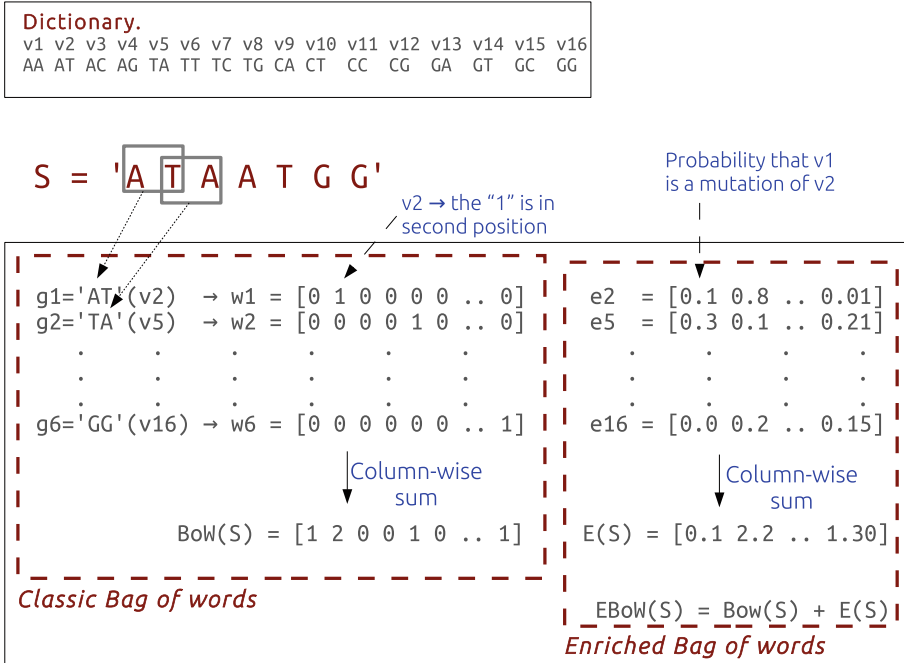 Dictionary.
v1 v2 v3 v4 v5 v6 v7 v8 v9 v10 v11 v12 v13 v14 v15 v16
AA AT AC AG TA TT TC TG CA CT CC CG GA GT GC GG
S = 'A T A A T G G'
Probability that v1
is a mutation of v2
v2 → the “1” is in
second position
g1='AT'(v2) → w1 = [0 1 0 0 0 0 .. 0]
g2='TA'(v5) → w2 = [0 0 0 0 1 0 .. 0]
. . . . . .
. . . . . .
. . . . . .
g6='GG'(v16) → w6 = [0 0 0 0 0 0 .. 1]
Column-wise
sum
BoW(S) = [1 2 0 0 1 0 .. 1]
Classic Bag of words
e2 = [0.1 0.8 .. 0.01]
e5 = [0.3 0.1 .. 0.21]
. . . .
. . . .
. . . .
e16 = [0.0 0.2 .. 0.15]
Column-wise
sum
E(S) = [0.1 2.2 .. 1.30]
EBoW(S) = Bow(S) + E(S)
Enriched Bag of words